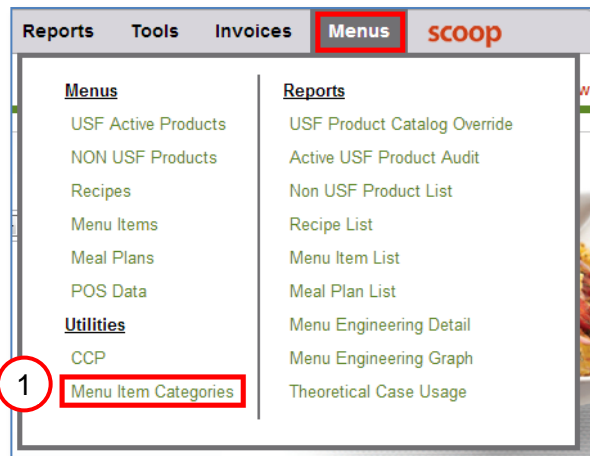 Reports Tools Invoices Menus scoop
Menus
USF Active Products
NON USF Products
Recipes
Menu Items
Meal Plans
POS Data
Utilities
CCP
1 Menu Item Categories
Reports
USF Product Catalog Override
Active USF Product Audit
Non USF Product List
Recipe List
Menu Item List
Meal Plan List
Menu Engineering Detail
Menu Engineering Graph
Theoretical Case Usage